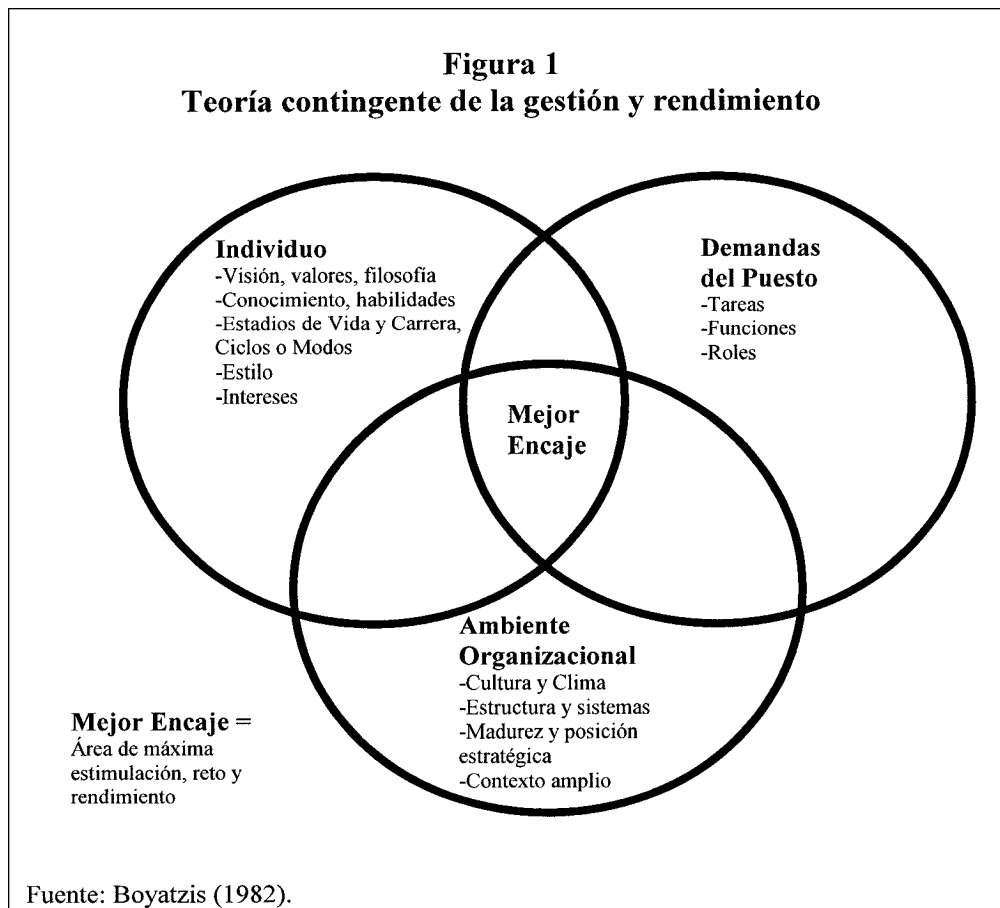 Figura 1
Teoría contingente de la gestión y rendimiento
Individuo
-Visión, valores, filosofía
-Conocimiento, habilidades
-Estadios de Vida y Carrera,
Ciclos o Modos
-Estilo
-Intereses
Demandas
del Puesto
-Tareas
-Funciones
-Roles
Mejor
Encaje
Ambiente
Organizacional
-Cultura y Clima
-Estructura y sistemas
-Madurez y posición
estratégica
-Contexto amplio
Mejor Encaje =
Área de máxima
estimulación, reto y
rendimiento
Fuente: Boyatzis (1982).